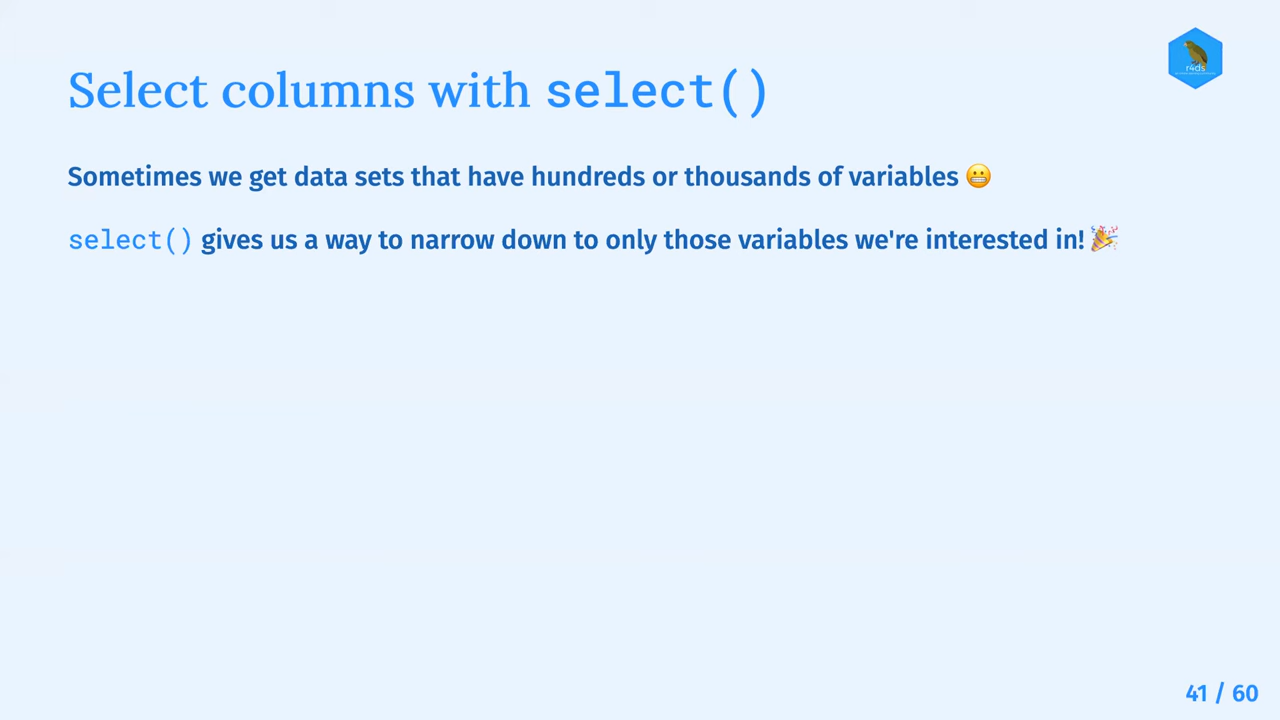 r4ds
Select columns with select()
Sometimes we get data sets that have hundreds or thousands of variables 😬
select() gives us a way to narrow down to only those variables we're interested in! 🎉
41 / 60